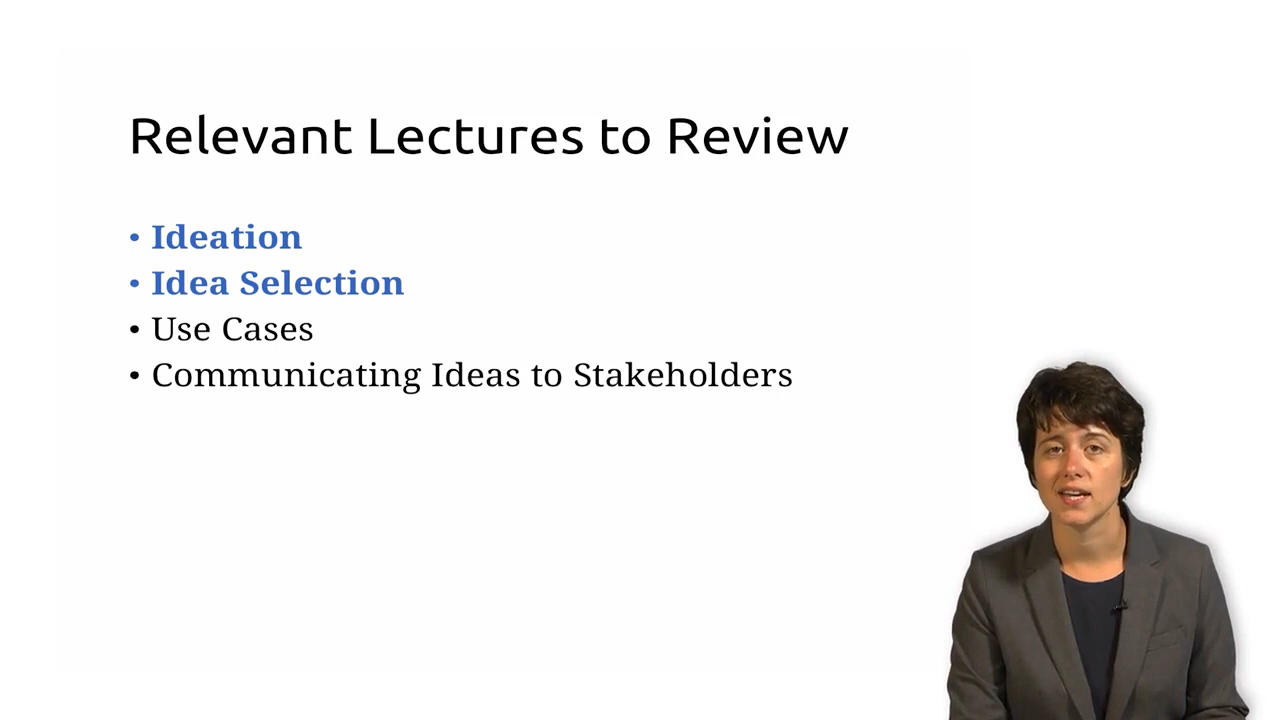 Relevant Lectures to Review
• Ideation
• Idea Selection
• Use Cases
• Communicating Ideas to Stakeholders